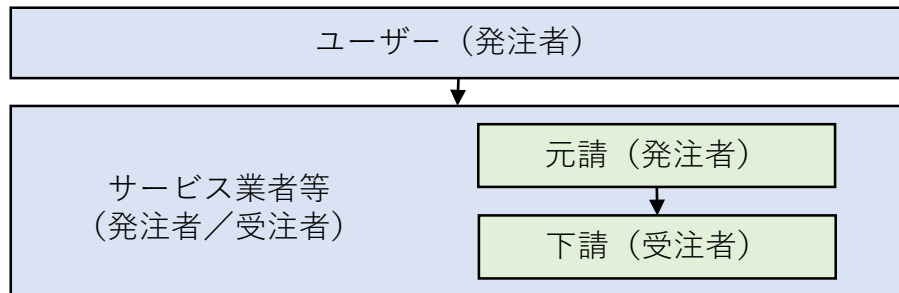 ユーザー（発注者）
サービス業者等
（発注者／受注者）
元請（発注者）
下請（受注者）